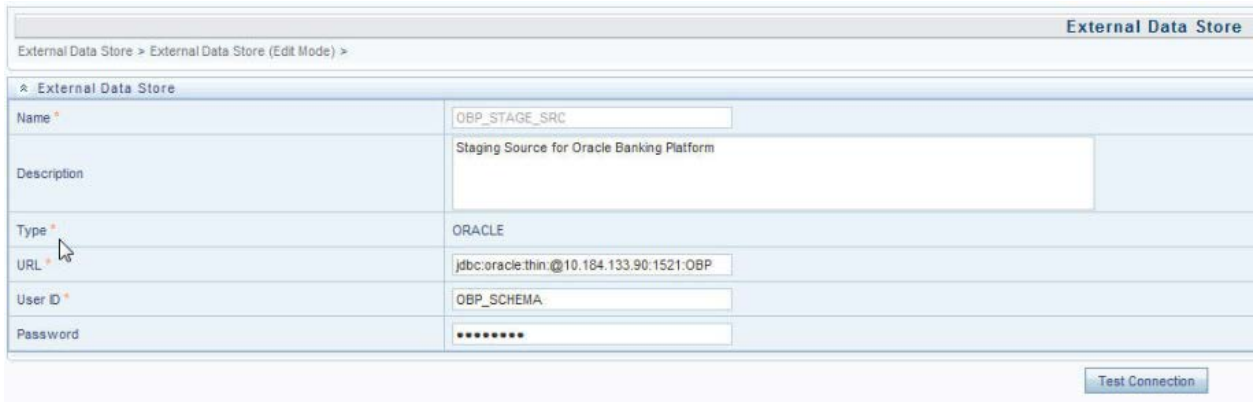 External Data Store
External Data Store > External Data Store (Edit Mode) >
External Data Store
Name *
OBP_STAGE_SRC
Description
Staging Source for Oracle Banking Platform
Type *
ORACLE
URL *
jdbc:oracle:thin:@10.184.133.90:1521:OBP
User ID *
OBP_SCHEMA
Password
••••••••
Test Connection